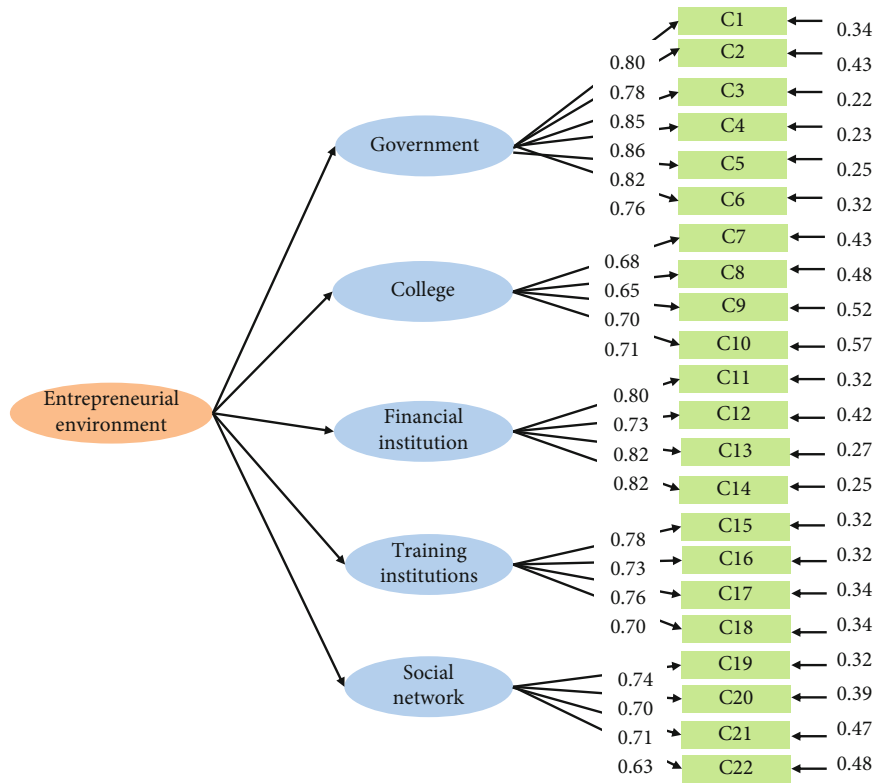 Entrepreneurial
environment
Government
College
Financial
institution
Training
institutions
Social
network
0.80
0.78
0.85
0.86
0.82
0.76
0.68
0.65
0.70
0.71
0.80
0.73
0.82
0.82
0.78
0.73
0.76
0.70
0.74
0.70
0.71
0.63
C1
C2
C3
C4
C5
C6
C7
C8
C9
C10
C11
C12
C13
C14
C15
C16
C17
C18
C19
C20
C21
C22
0.34
0.43
0.22
0.23
0.25
0.32
0.43
0.48
0.52
0.57
0.32
0.42
0.27
0.25
0.32
0.32
0.34
0.34
0.32
0.39
0.47
0.48